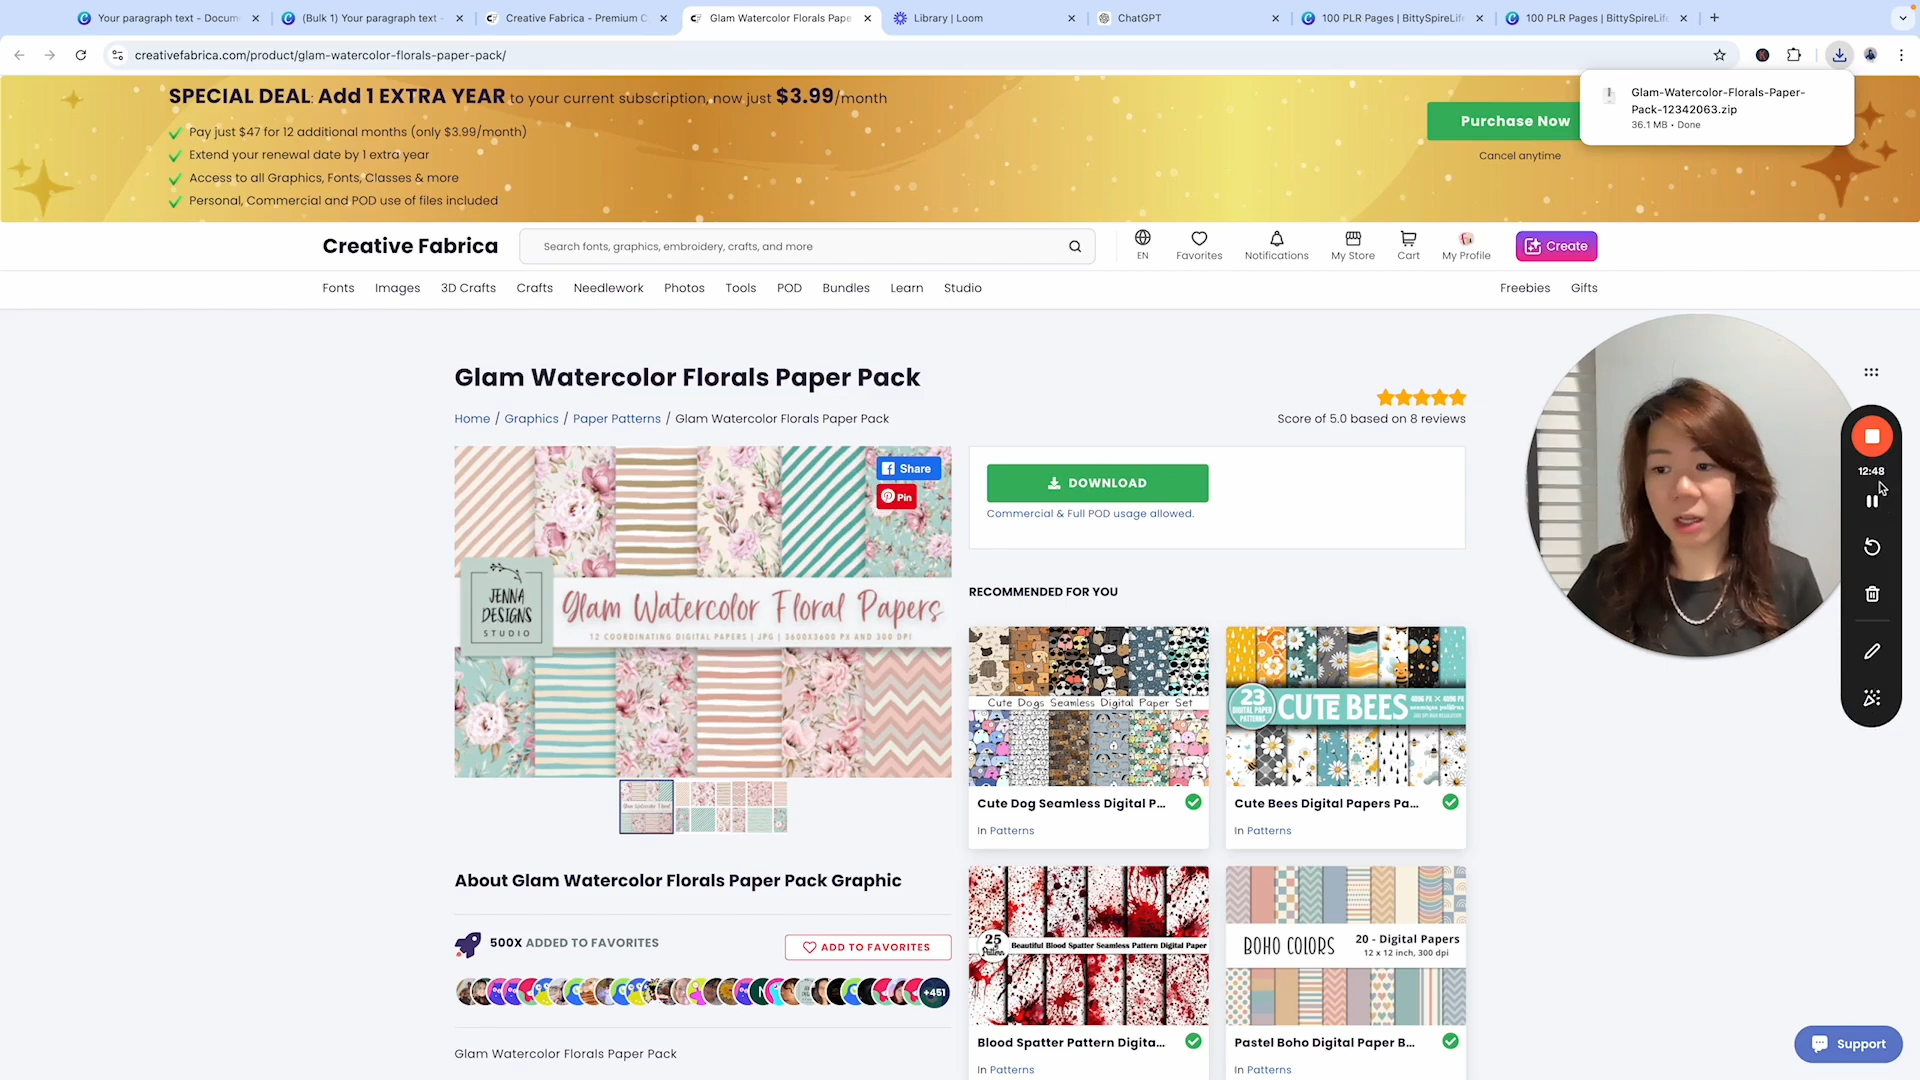 Your paragraph text - Docum
(Bulk 1) Your paragraph text -
Creative Fabrica - Premium C
Glam Watercolor Florals Pape
Library | Loom
ChatGPT
100 PLR Pages | BittySpireLife
100 PLR Pages | BittySpireLife
creativefabrica.com/product/glam-watercolor-florals-paper-pack/
Glam-Watercolor-Florals-Paper-
Pack-12342063.zip
36.1 MB • Done
SPECIAL DEAL: Add 1 EXTRA YEAR to your current subscription, now just $3.99/month
Pay just $47 for 12 additional months (only $3.99/month)
Extend your renewal date by 1 extra year
Access to all Graphics, Fonts, Classes & more
Personal, Commercial and POD use of files included
Purchase Now
Cancel anytime
Creative Fabrica
Search fonts, graphics, embroidery, crafts, and more
EN
Favorites
Notifications
My Store
Cart
My Profile
Create
Fonts
Images
3D Crafts
Crafts
Needlework
Photos
Tools
POD
Bundles
Learn
Studio
Freebies
Gifts
Glam Watercolor Florals Paper Pack
Home / Graphics / Paper Patterns / Glam Watercolor Florals Paper Pack
Score of 5.0 based on 8 reviews
Share
Pin
JENNA
DESIGNS
STUDIO
Glam Watercolor Floral Papers
12 COORDINATING DIGITAL PAPERS | JPG | 3600X3600 PX AND 300 DPI
DOWNLOAD
Commercial & Full POD usage allowed.
RECOMMENDED FOR YOU
Cute Dogs Seamless Digital Paper Set
Cute Dog Seamless Digital P...
In Patterns
23
DIGITAL PAPER
PATTERNS
CUTE BEES
4096 PX × 4096 PX
Cute Bees Digital Papers Pa...
In Patterns
25
Pattern
Beautiful Blood Spatter Seamless Pattern Digital Paper
Blood Spatter Pattern Digita...
In Patterns
BOHO COLORS
20 - Digital Papers
12 x 12 inch, 300 dpi
Pastel Boho Digital Paper B...
In Patterns
About Glam Watercolor Florals Paper Pack Graphic
500X ADDED TO FAVORITES
ADD TO FAVORITES
+451
Glam Watercolor Florals Paper Pack
12:48
Support